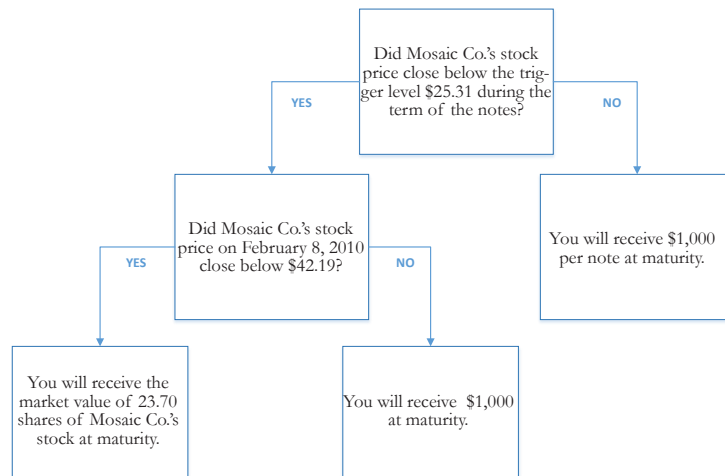 Did Mosaic Co.'s stock
price close below the trig-
ger level $25.31 during the
term of the notes?
YES
NO
Did Mosaic Co.'s stock
price on February 8, 2010
close below $42.19?
You will receive $1,000
per note at maturity.
YES
NO
You will receive the
market value of 23.70
shares of Mosaic Co.'s
stock at maturity.
You will receive $1,000
at maturity.